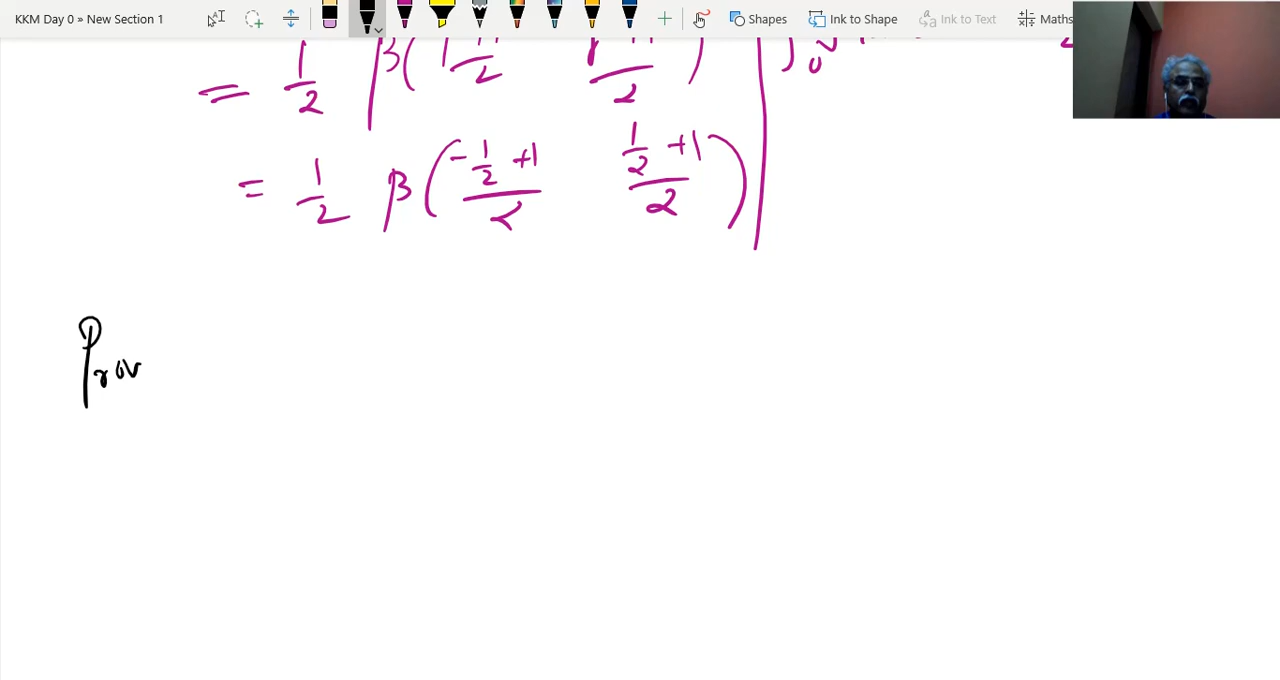 KKM Day 0 » New Section 1
Shapes
Ink to Shape
Ink to Text
Maths
= 1/2 β(
= 1/2 β( (-1/2 +1)/2 (1/2 +1)/2 )
Prov